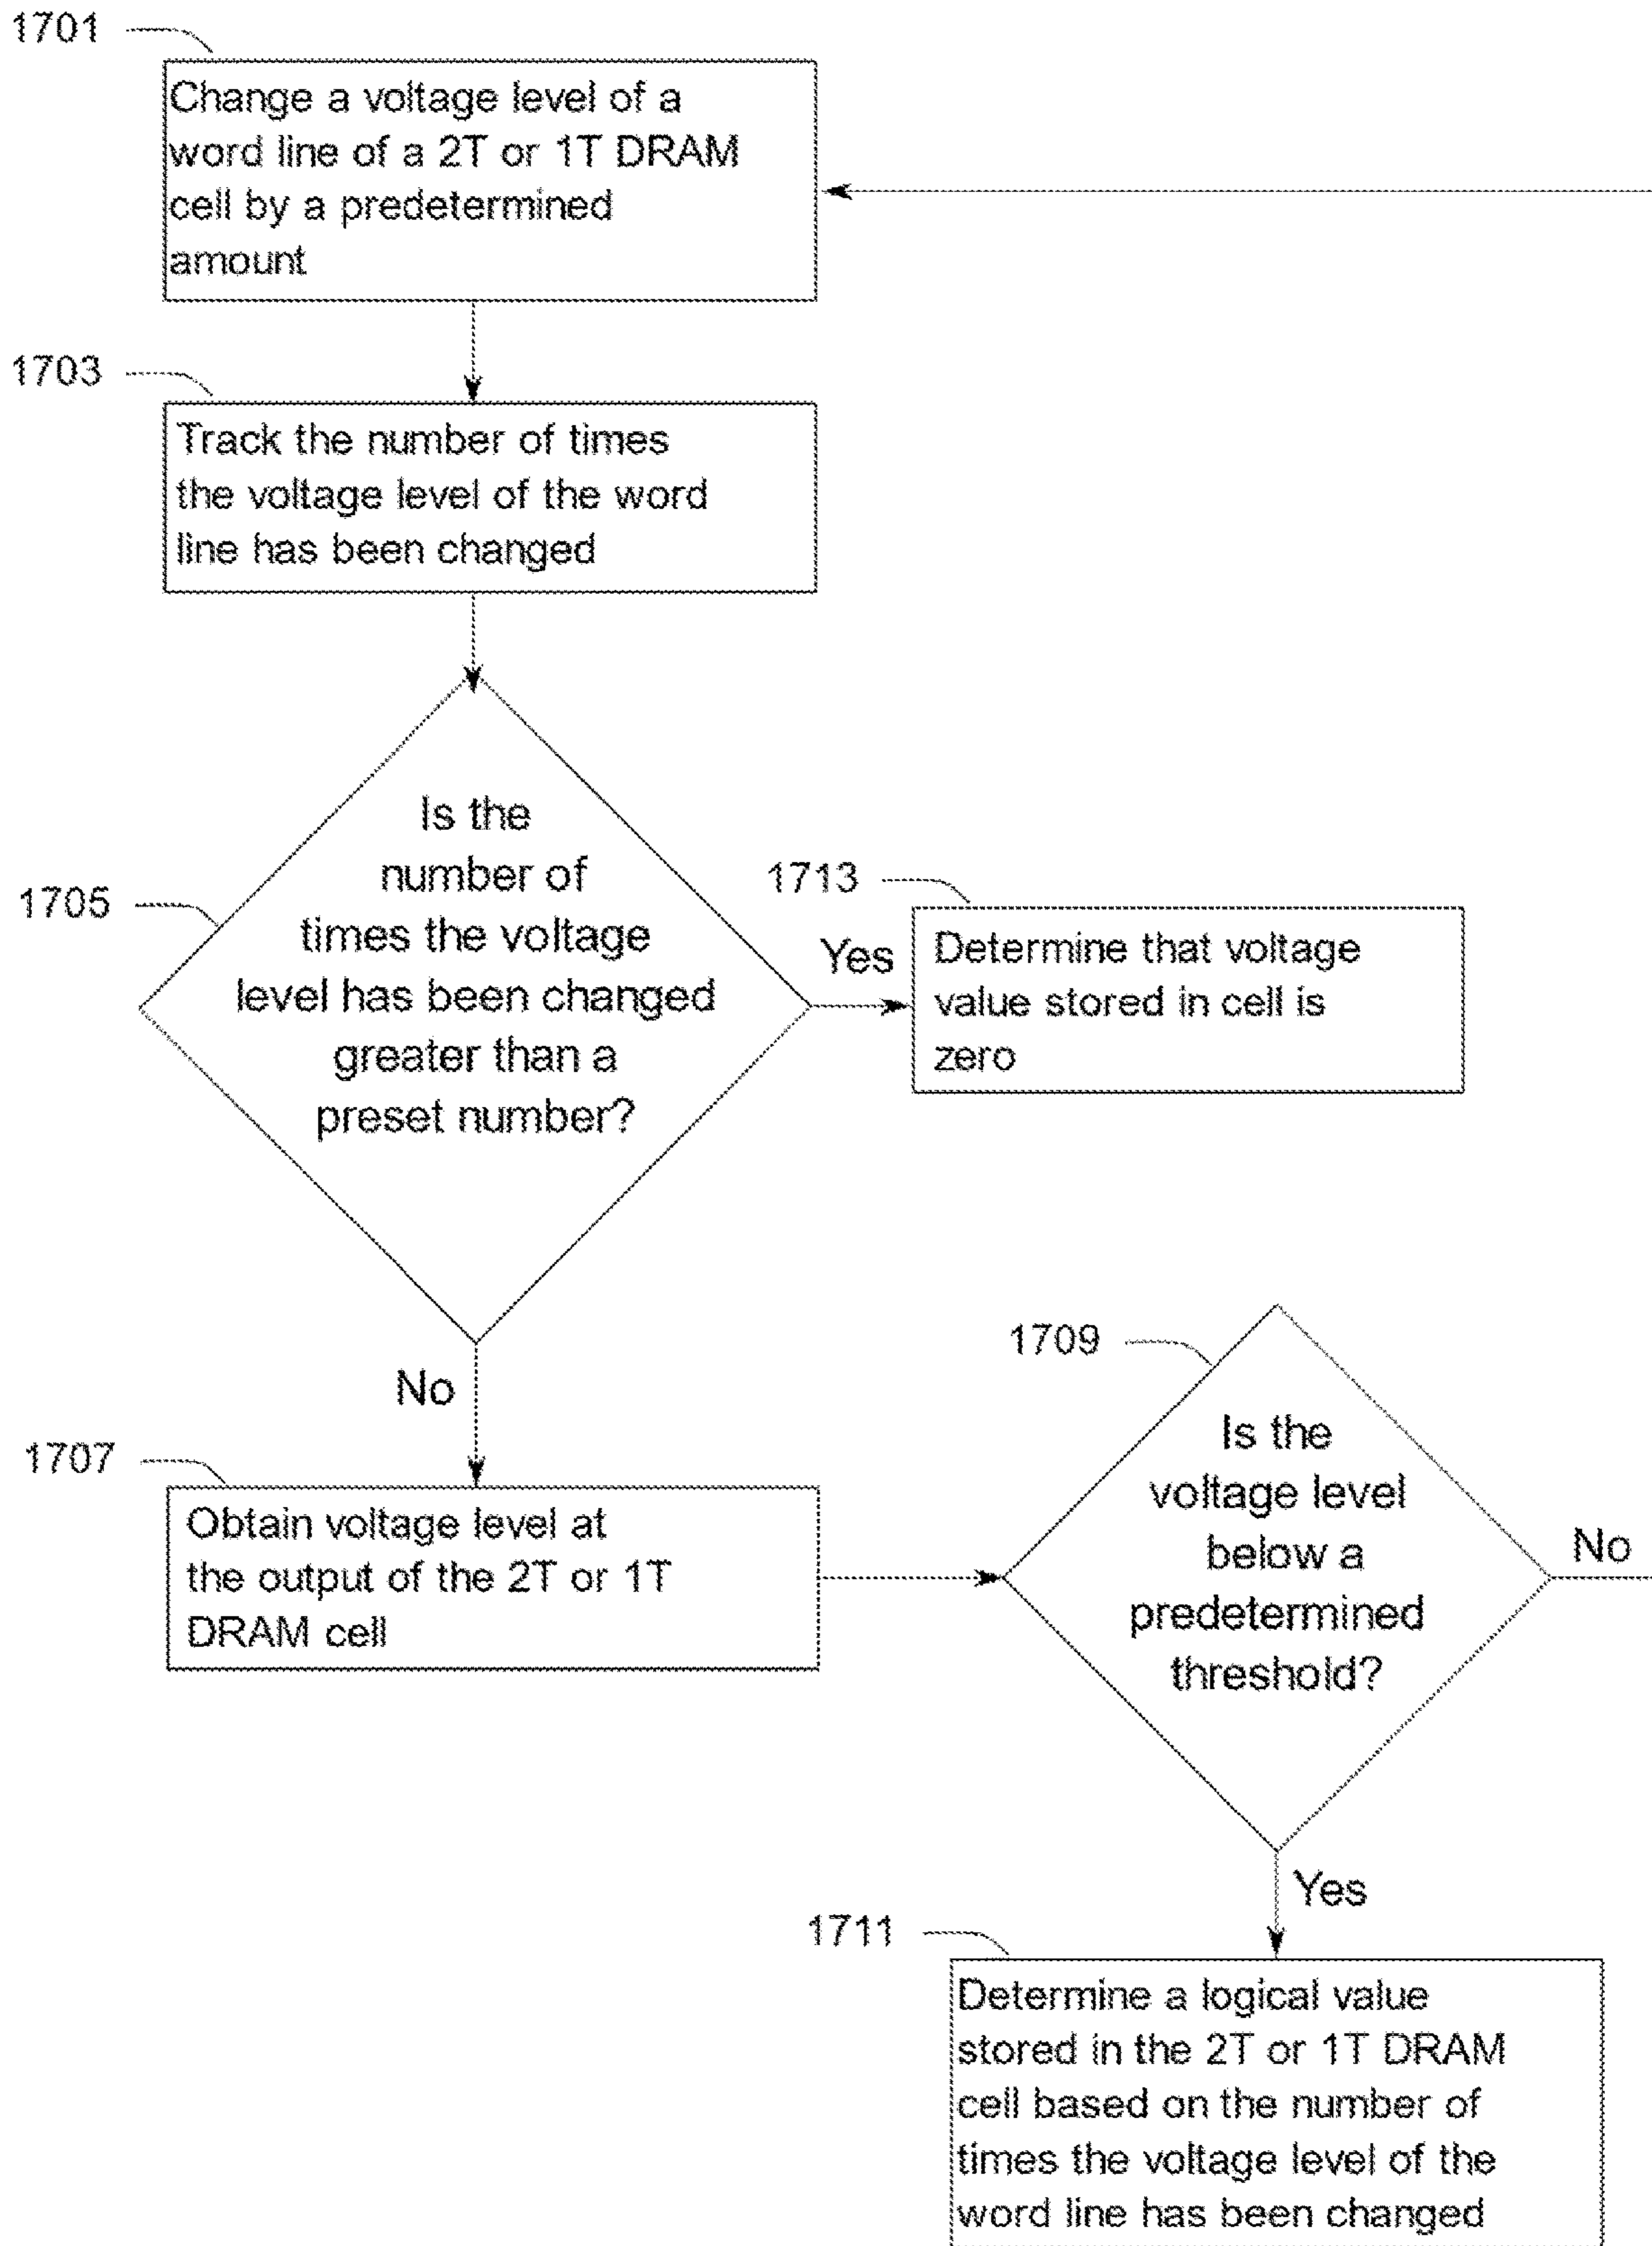 1701
Change a voltage level of a
word line of a 2T or 1T DRAM
cell by a predetermined
amount
1703
Track the number of times
the voltage level of the word
line has been changed
1705
Is the
number of
times the voltage
level has been changed
greater than a
preset number?
Yes
1713
Determine that voltage
value stored in cell is
zero
No
1707
Obtain voltage level at
the output of the 2T or 1T
DRAM cell
1709
Is the
voltage level
below a
predetermined
threshold?
No
Yes
1711
Determine a logical value
stored in the 2T or 1T DRAM
cell based on the number of
times the voltage level of the
word line has been changed